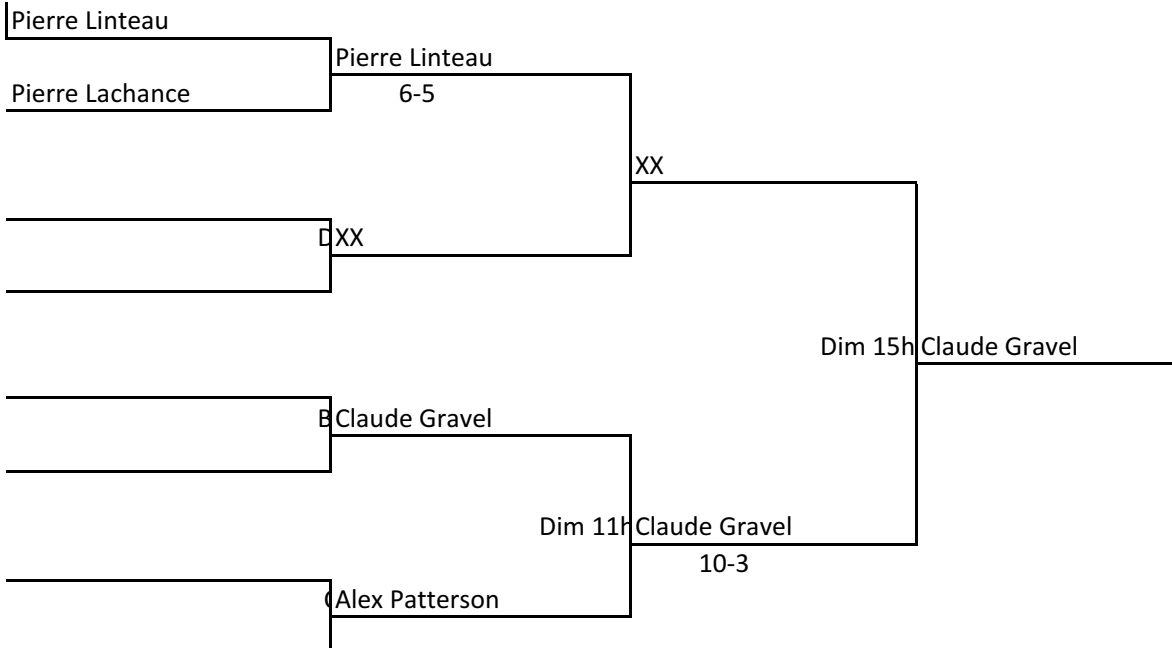 Pierre Linteau
Pierre Linteau
Pierre Lachance
6-5
XX
D XX
Dim 15h Claude Gravel
B Claude Gravel
Dim 11h Claude Gravel
10-3
Alex Patterson